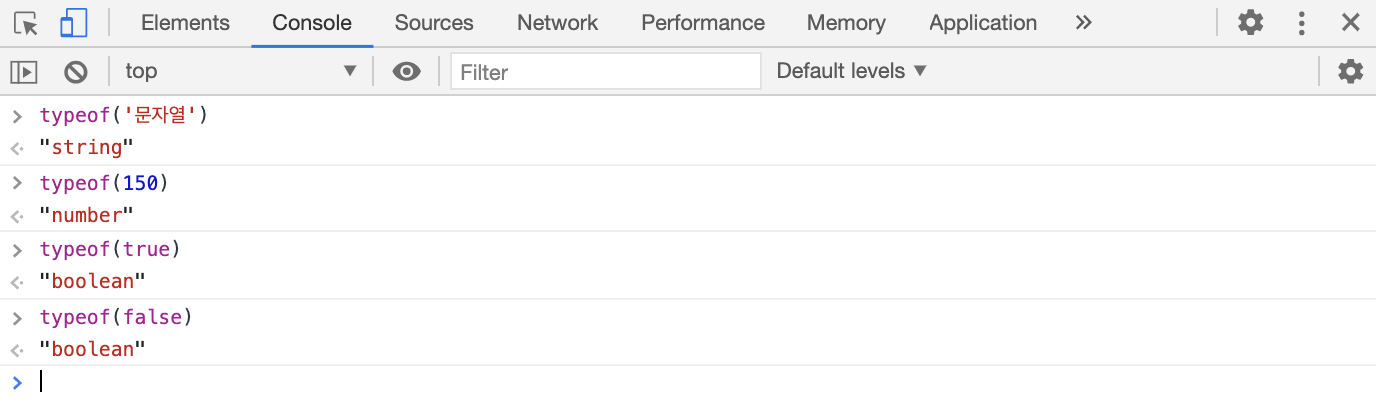 Elements Console Sources Network Performance Memory Application
top Filter Default levels
typeof('문자열')
"string"
typeof(150)
"number"
typeof(true)
"boolean"
typeof(false)
"boolean"